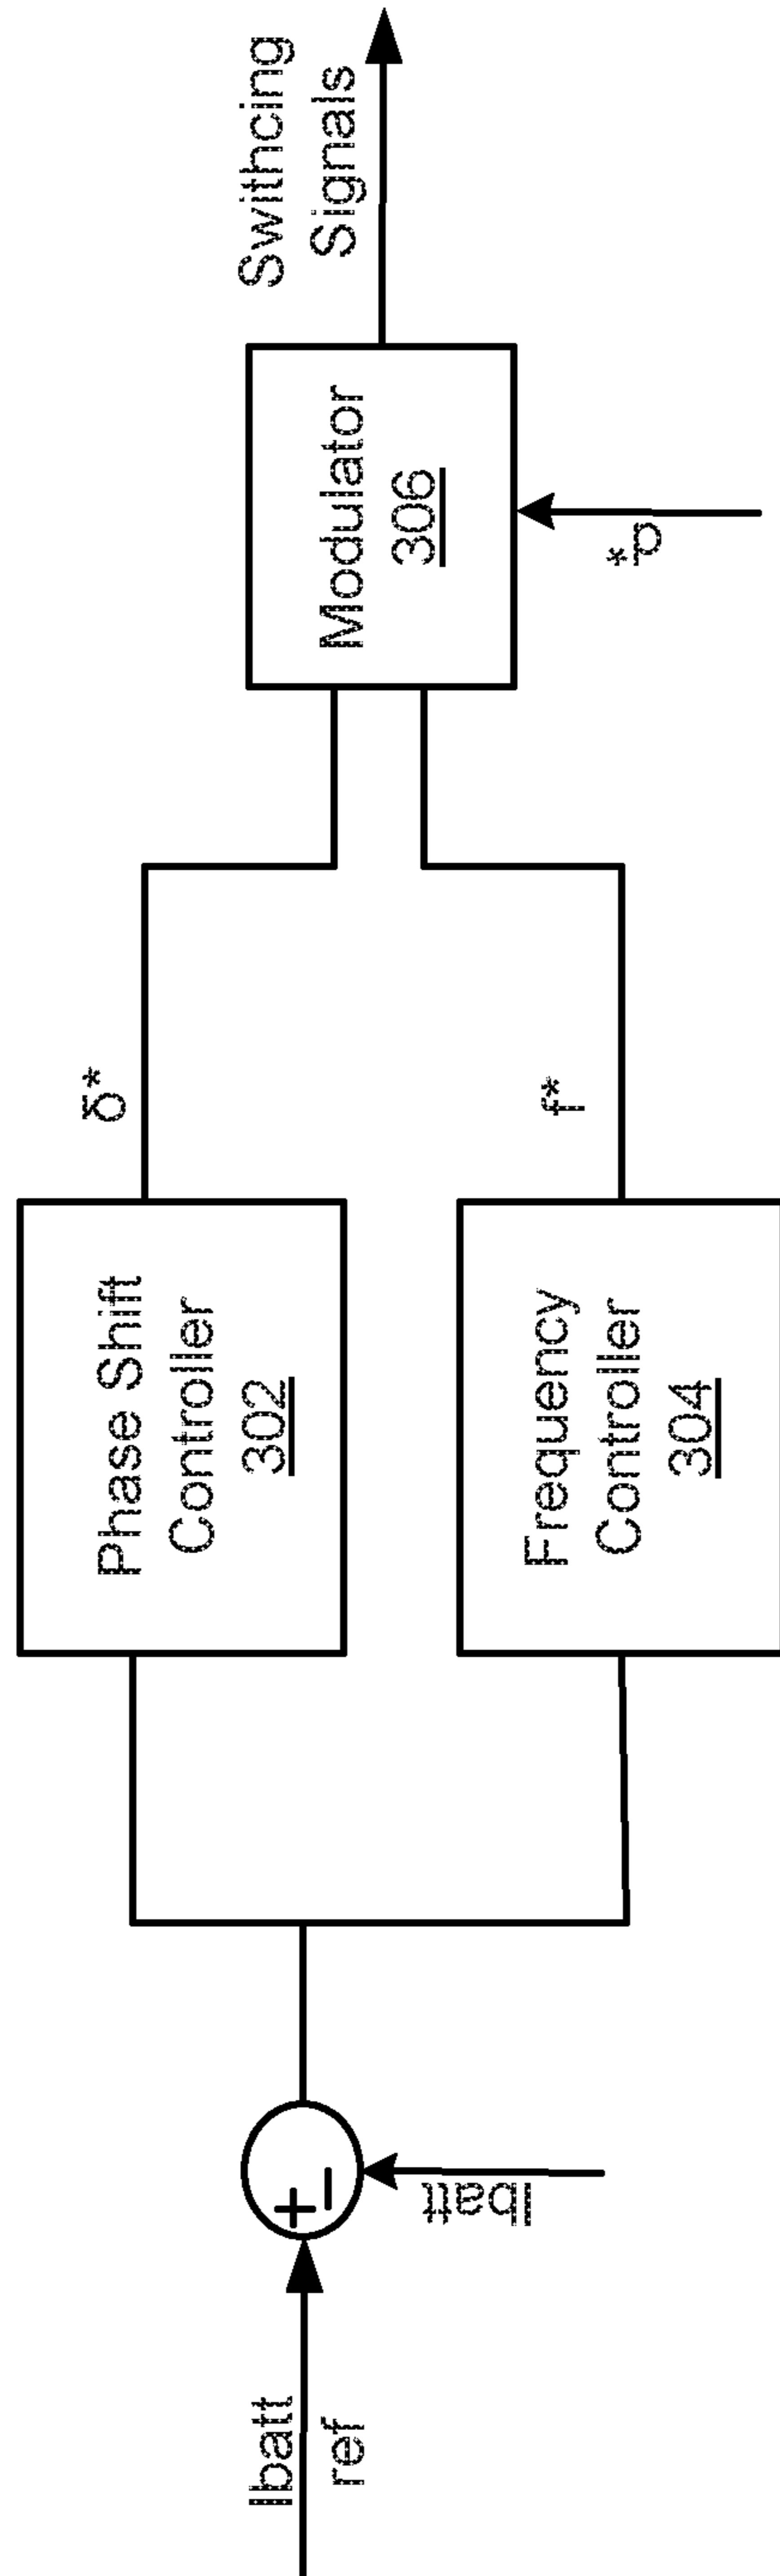 Ibatt
ref
+
−
Ibatt
Phase Shift
Controller
302
δ*
Frequency
Controller
304
f*
Modulator
306
d*
Swithcing
Signals